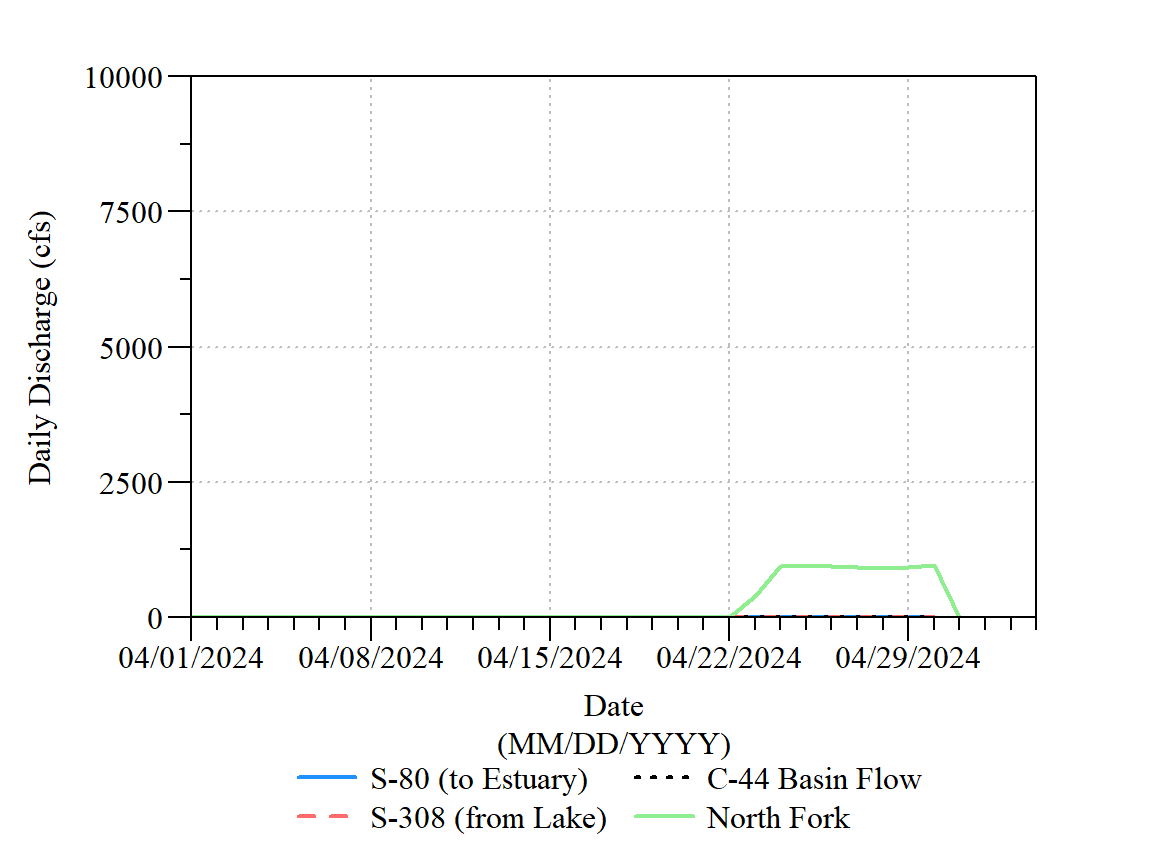 10000
7500
5000
2500
0
Daily Discharge (cfs)
04/01/2024 04/08/2024 04/15/2024 04/22/2024 04/29/2024
Date
(MM/DD/YYYY)
S-80 (to Estuary) C-44 Basin Flow
S-308 (from Lake) North Fork